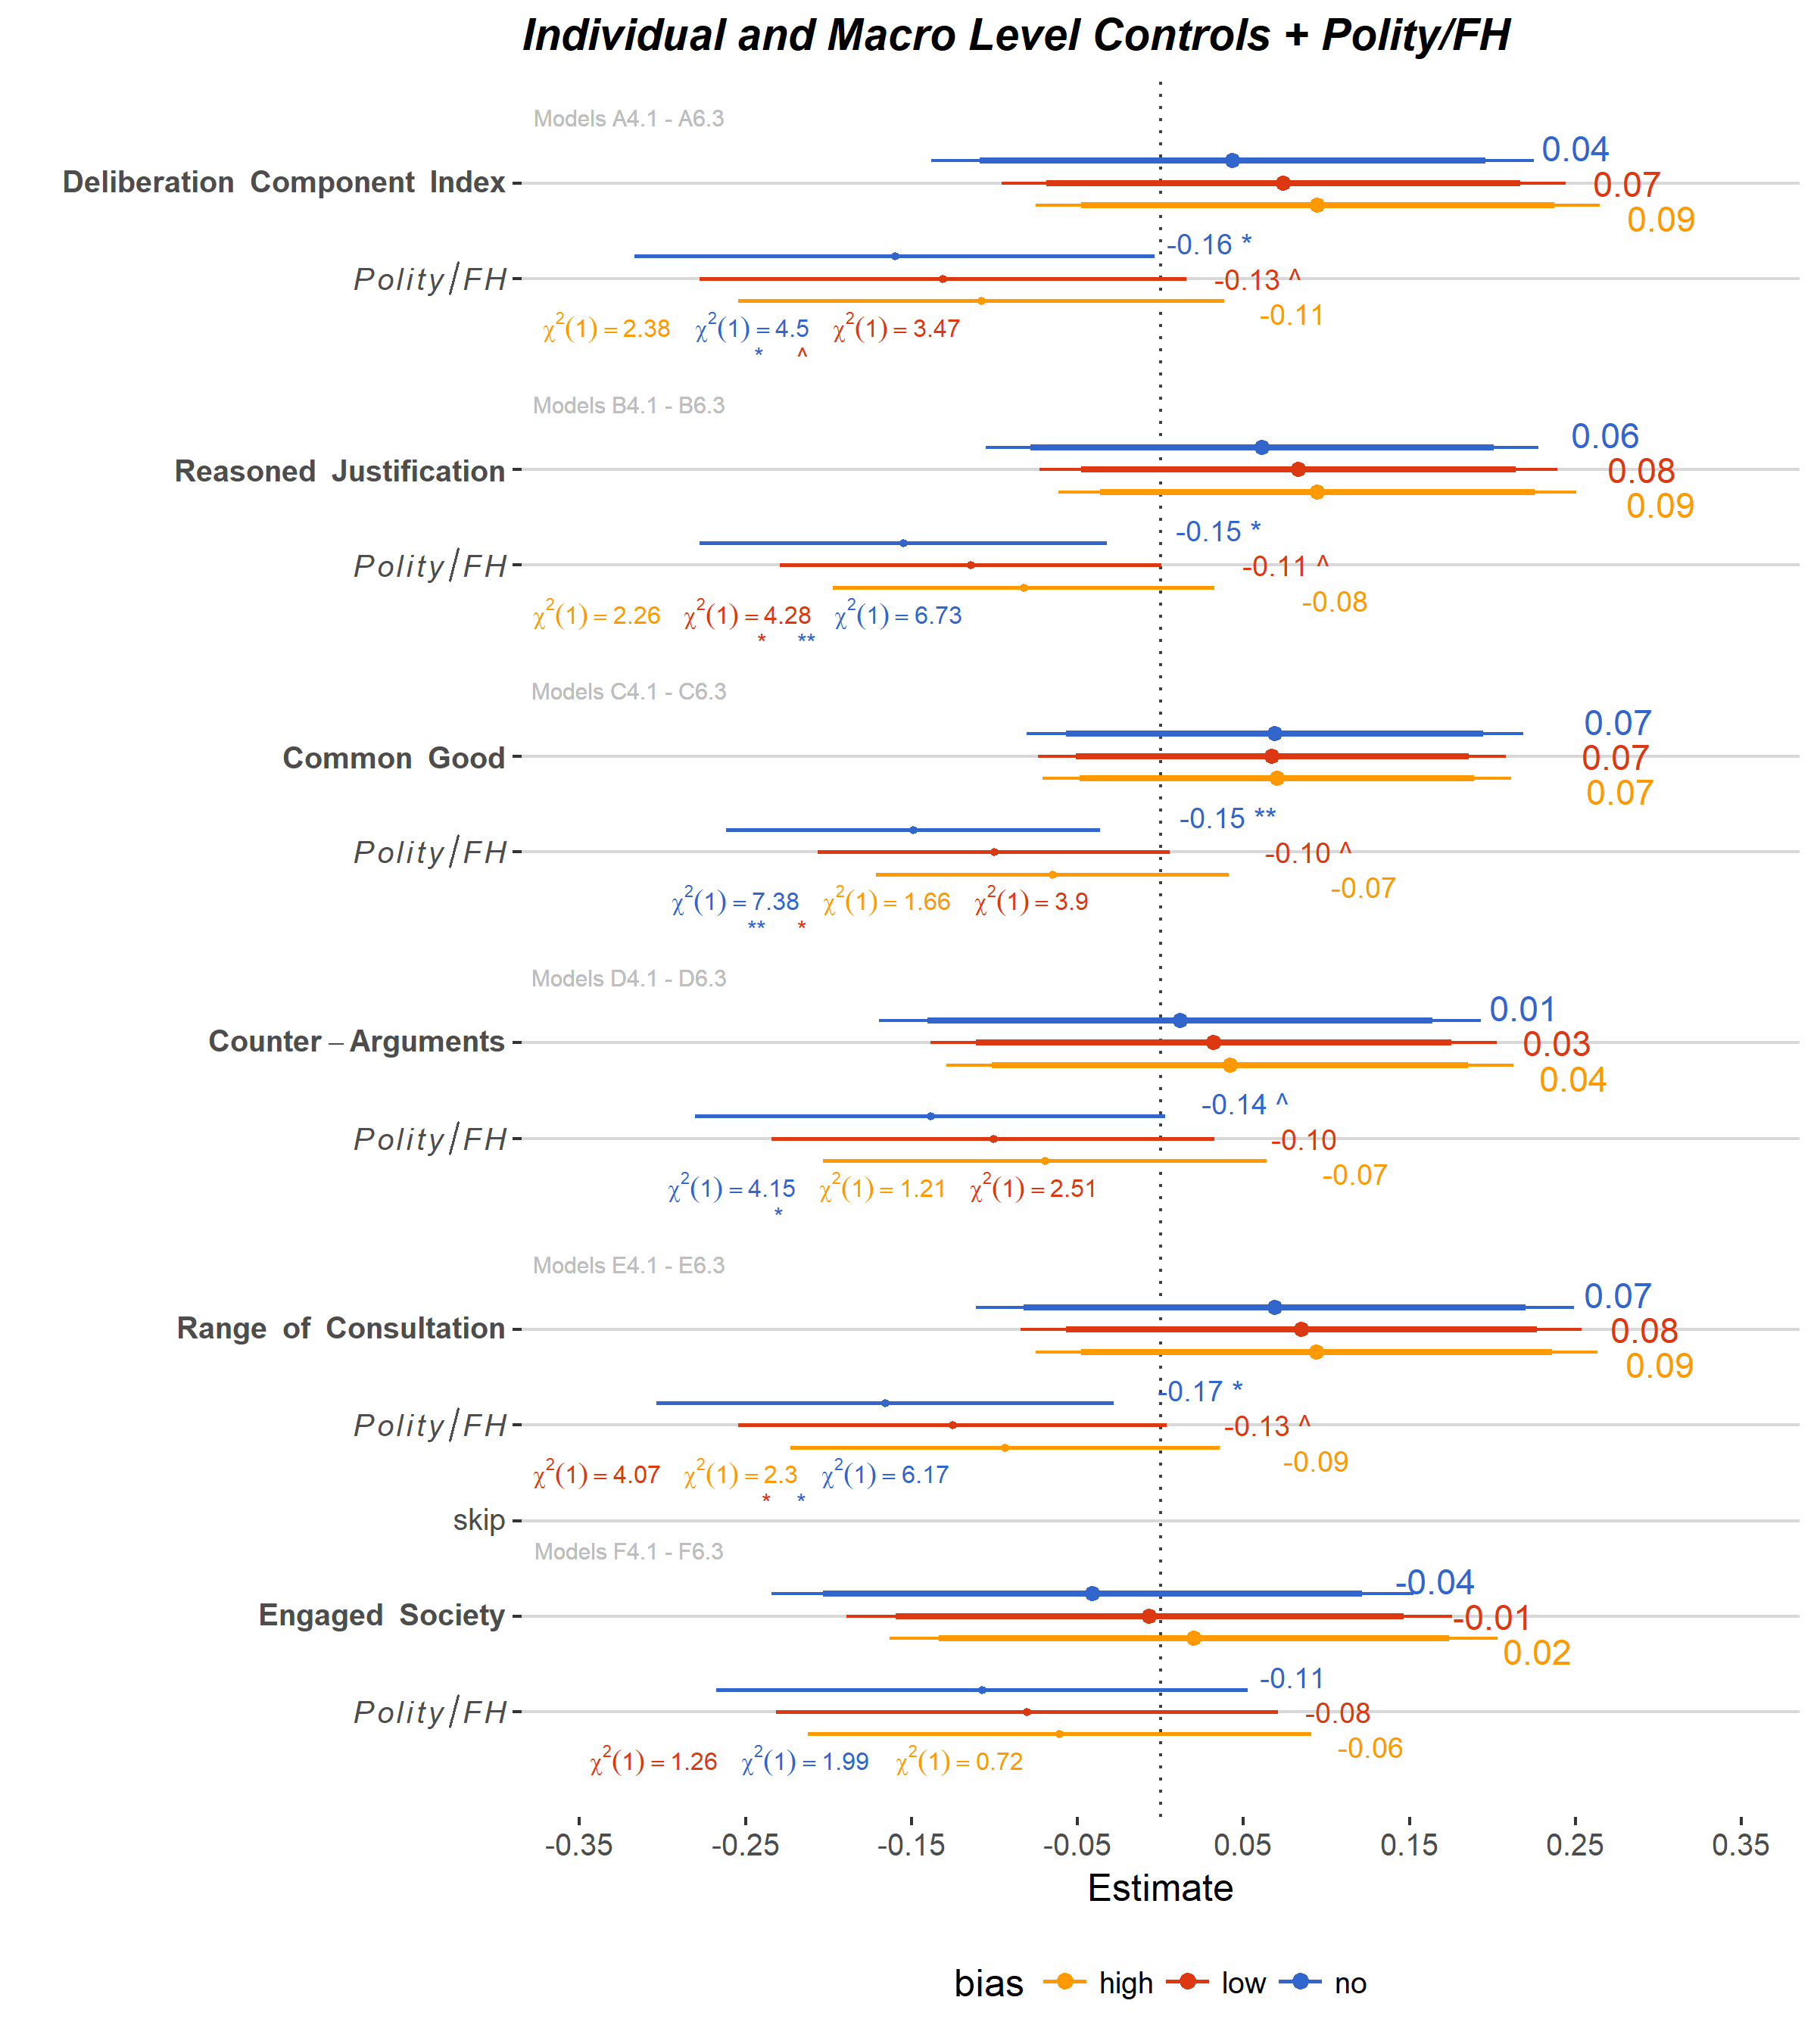 Individual and Macro Level Controls + Polity/FH
Models A4.1 - A6.3
0.04
Deliberation Component Index
0.07
0.09
-0.16 *
Polity/FH
-0.13 ^
-0.11
χ²(1) = 2.38 χ²(1) = 4.5 χ²(1) = 3.47
* ^
Models B4.1 - B6.3
0.06
Reasoned Justification
0.08
0.09
-0.15 *
Polity/FH
-0.11 ^
-0.08
χ²(1) = 2.26 χ²(1) = 4.28 χ²(1) = 6.73
* **
Models C4.1 - C6.3
0.07
Common Good
0.07
0.07
-0.15 **
Polity/FH
-0.10 ^
-0.07
χ²(1) = 7.38 χ²(1) = 1.66 χ²(1) = 3.9
** *
Models D4.1 - D6.3
0.01
Counter – Arguments
0.03
0.04
-0.14 ^
Polity/FH
-0.10
-0.07
χ²(1) = 4.15 χ²(1) = 1.21 χ²(1) = 2.51
*
Models E4.1 - E6.3
0.07
Range of Consultation
0.08
0.09
-0.17 *
Polity/FH
-0.13 ^
-0.09
χ²(1) = 4.07 χ²(1) = 2.3 χ²(1) = 6.17
* *
skip
Models F4.1 - F6.3
-0.04
Engaged Society
-0.01
0.02
-0.11
Polity/FH
-0.08
-0.06
χ²(1) = 1.26 χ²(1) = 1.99 χ²(1) = 0.72
-0.35 -0.25 -0.15 -0.05 0.05 0.15 0.25 0.35
Estimate
bias high low no